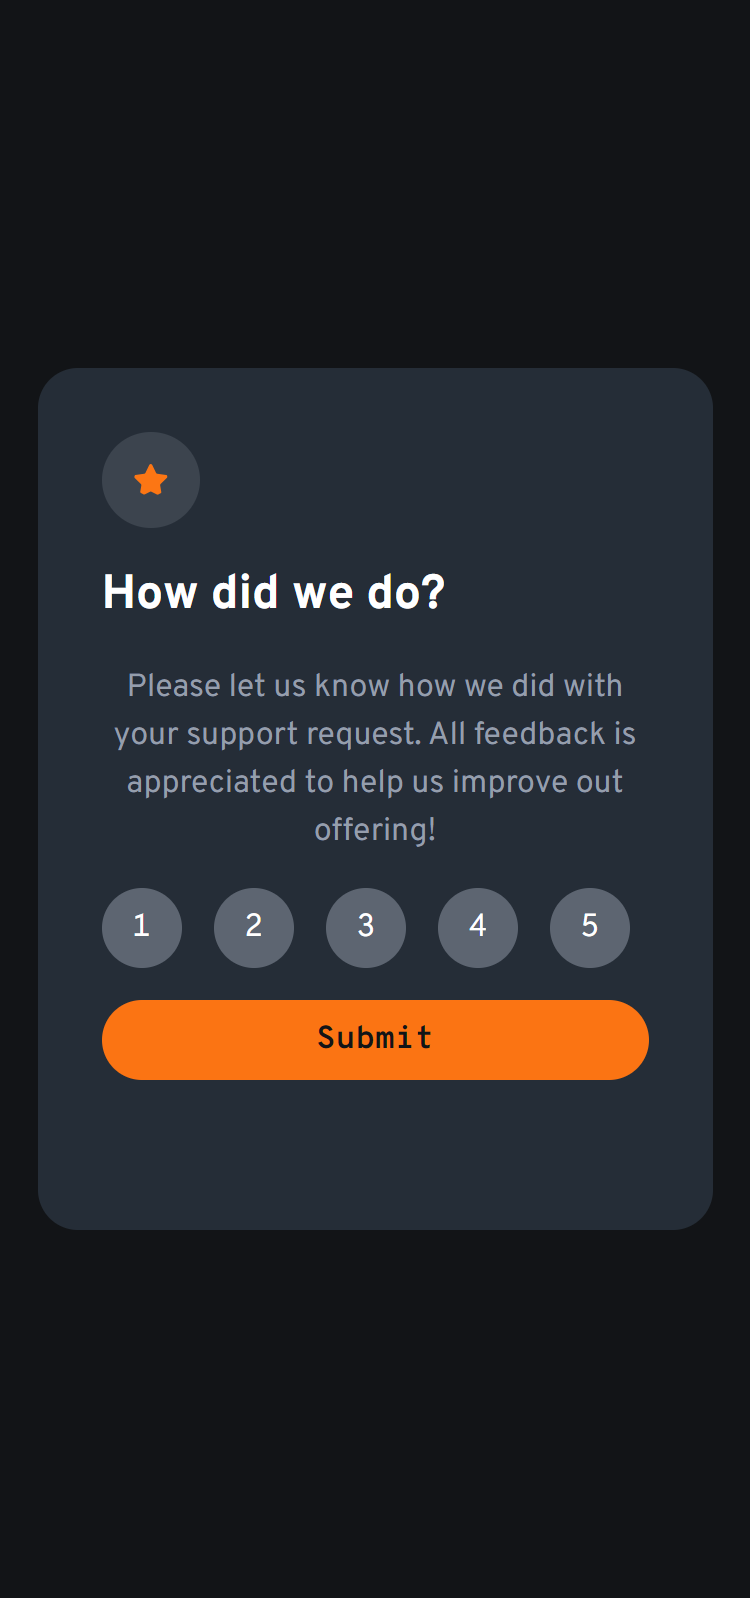 How did we do?
Please let us know how we did with
your support request. All feedback is
appreciated to help us improve out
offering!
1 2 3 4 5
Submit